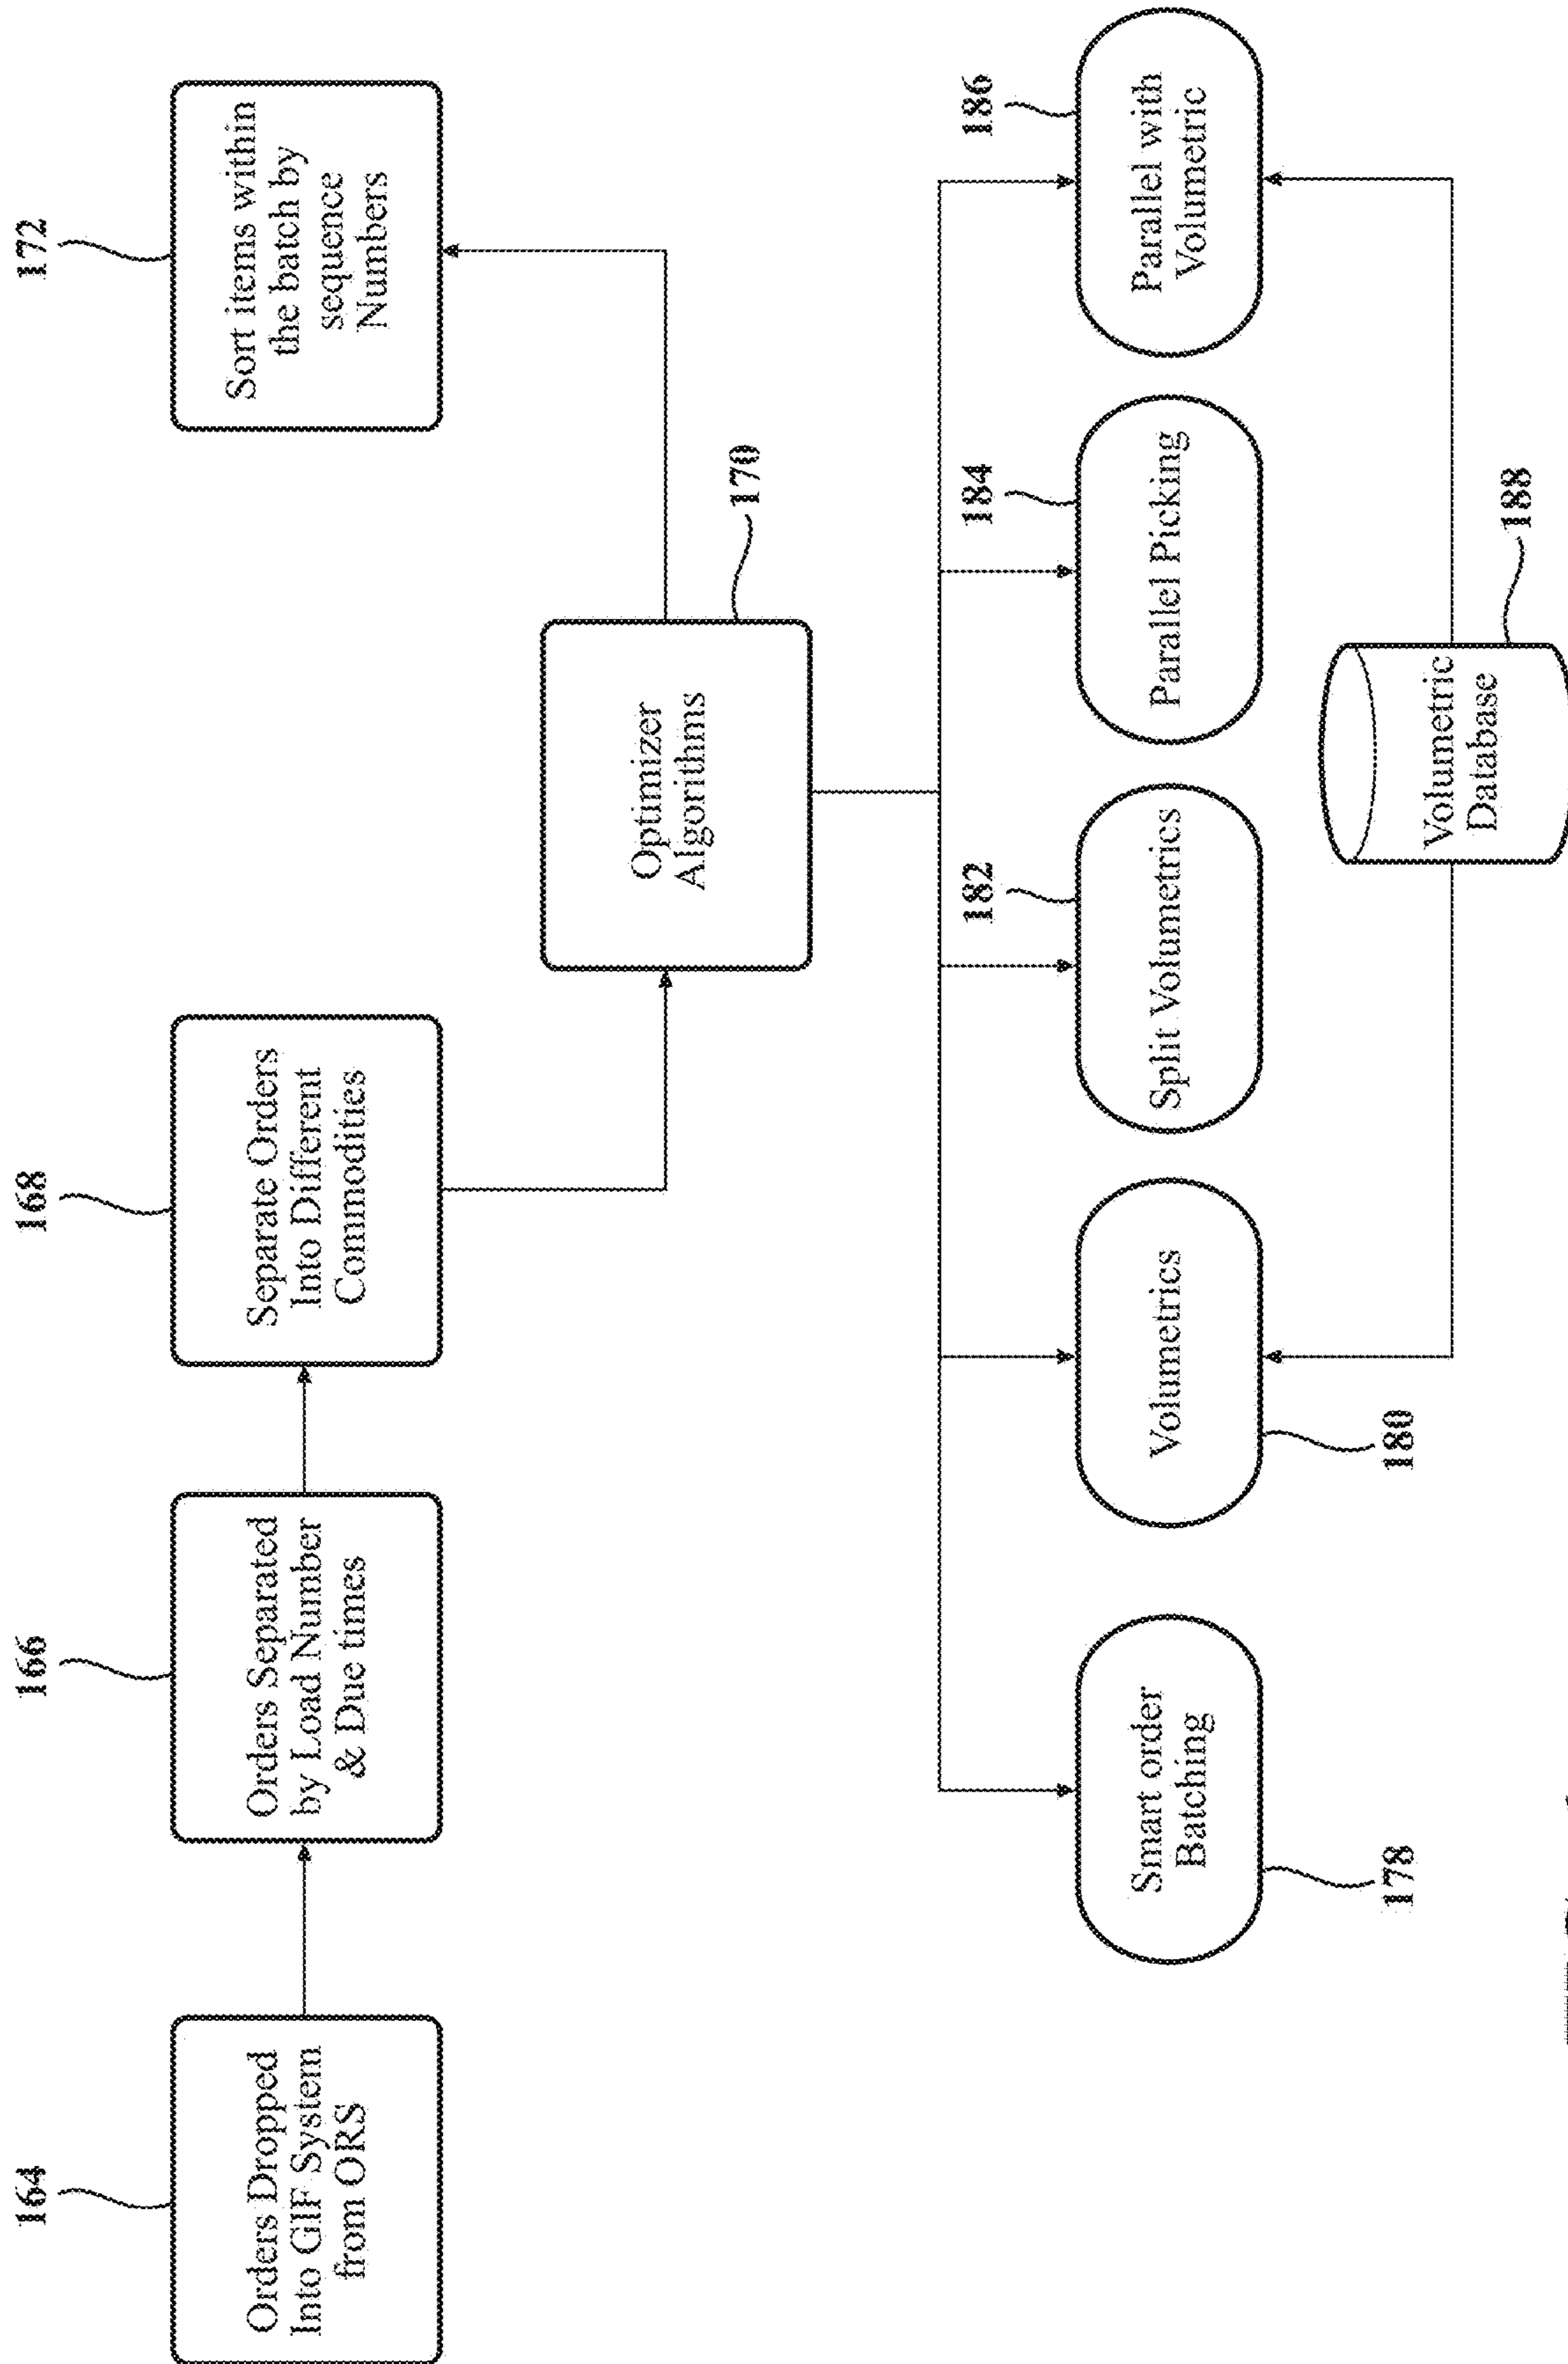 164
Orders Dropped
Into GIF System
from ORS
166
Orders Separated
by Load Number
& Due times
168
Separate Orders
Into Different
Commodities
172
Sort items within
the batch by
sequence
Numbers
Optimizer
Algorithms
170
Smart order
Batching
178
Volumetrics
180
182
Split Volumetrics
184
Parallel Picking
186
Parallel with
Volumetric
Volumetric
Database
188